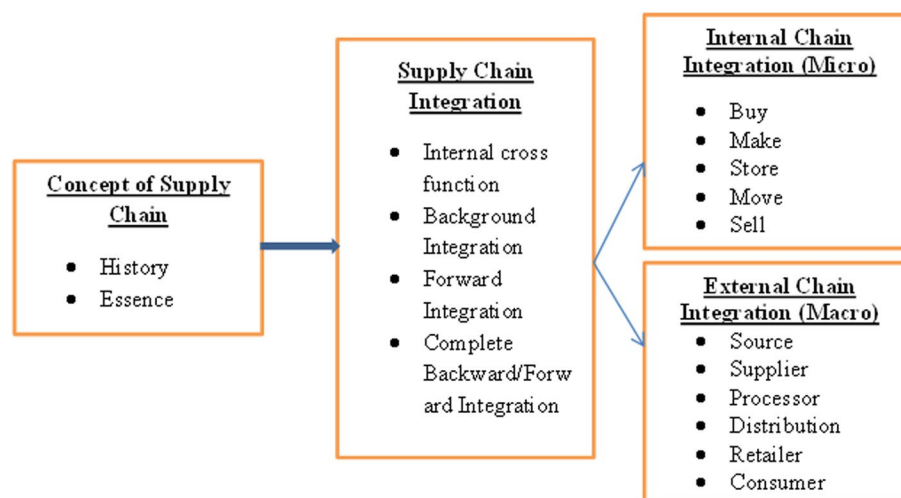 Concept of Supply
Chain
● History
● Essence
Supply Chain
Integration
● Internal cross
function
● Background
Integration
● Forward
Integration
● Complete
Backward/Forw
ard Integration
Internal Chain
Integration (Micro)
● Buy
● Make
● Store
● Move
● Sell
External Chain
Integration (Macro)
● Source
● Supplier
● Processor
● Distribution
● Retailer
● Consumer